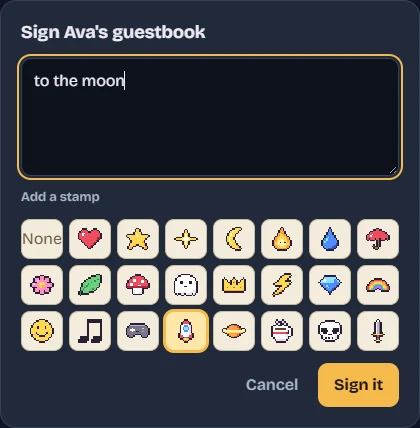 Sign Ava's guestbook
to the moon
Add a stamp
None
Cancel
Sign it